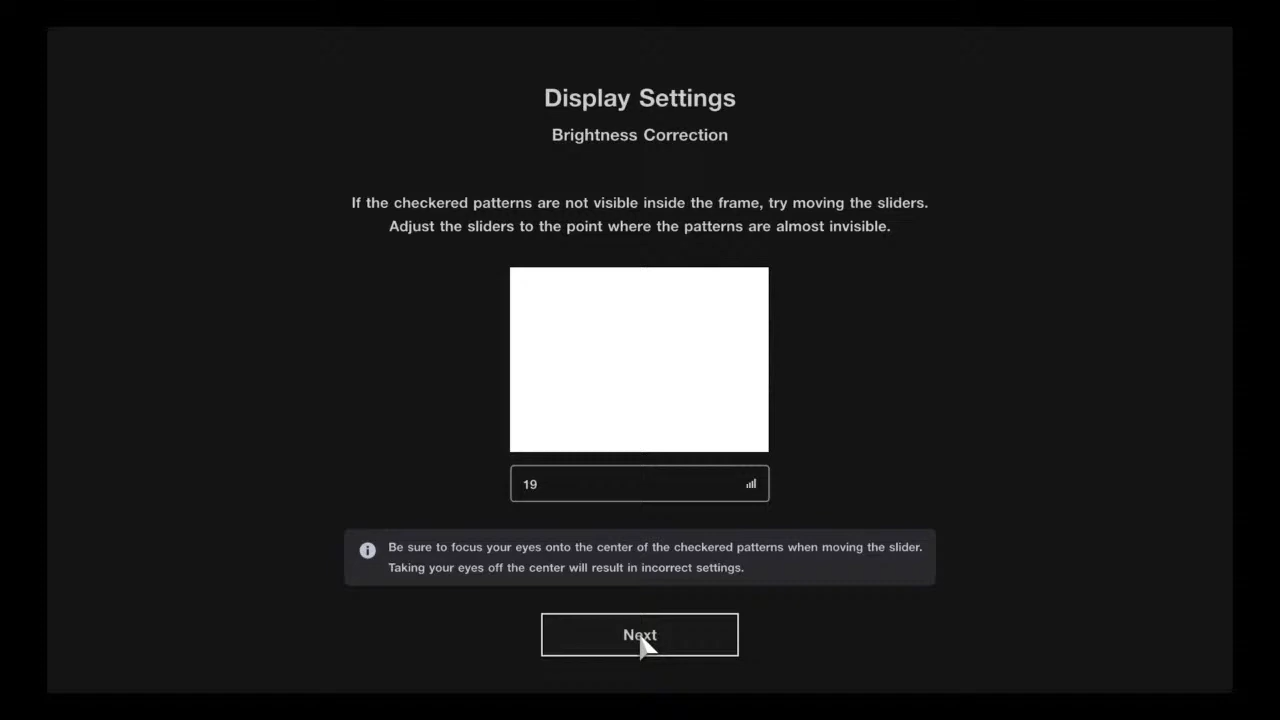 Display Settings
Brightness Correction
If the checkered patterns are not visible inside the frame, try moving the sliders.
Adjust the sliders to the point where the patterns are almost invisible.
19
Be sure to focus your eyes onto the center of the checkered patterns when moving the slider.
Taking your eyes off the center will result in incorrect settings.
Next